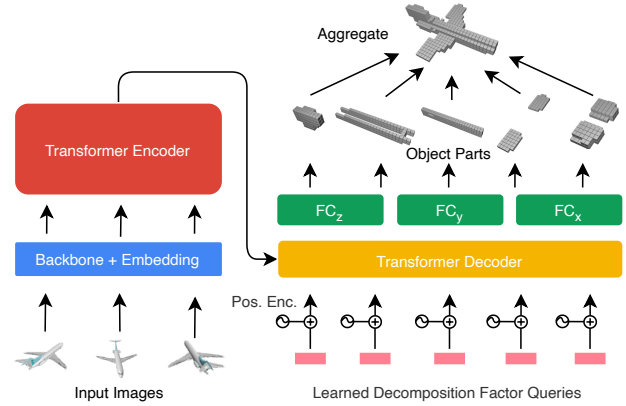 Aggregate
Transformer Encoder
Object Parts
FCz FCy FCx
Backbone + Embedding
Transformer Decoder
Pos. Enc.
Input Images
Learned Decomposition Factor Queries